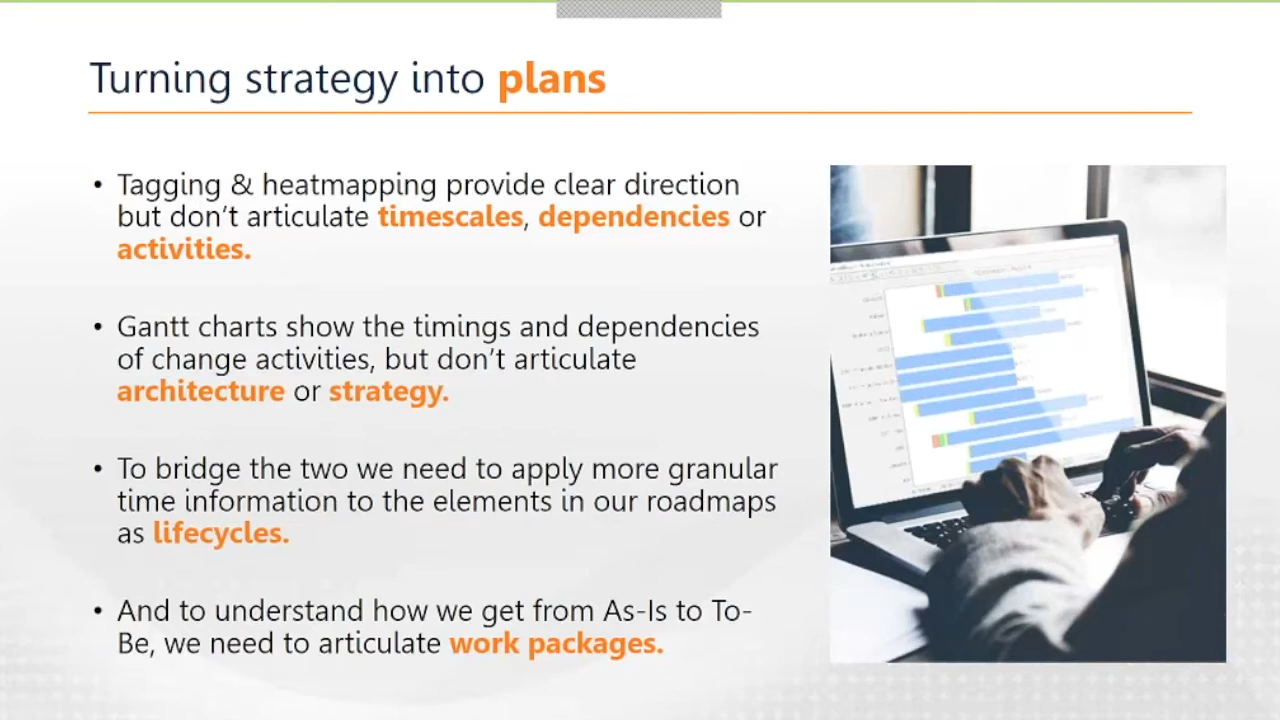 Turning strategy into plans
• Tagging & heatmapping provide clear direction
but don’t articulate timescales, dependencies or
activities.
• Gantt charts show the timings and dependencies
of change activities, but don’t articulate
architecture or strategy.
• To bridge the two we need to apply more granular
time information to the elements in our roadmaps
as lifecycles.
• And to understand how we get from As-Is to To-
Be, we need to articulate work packages.